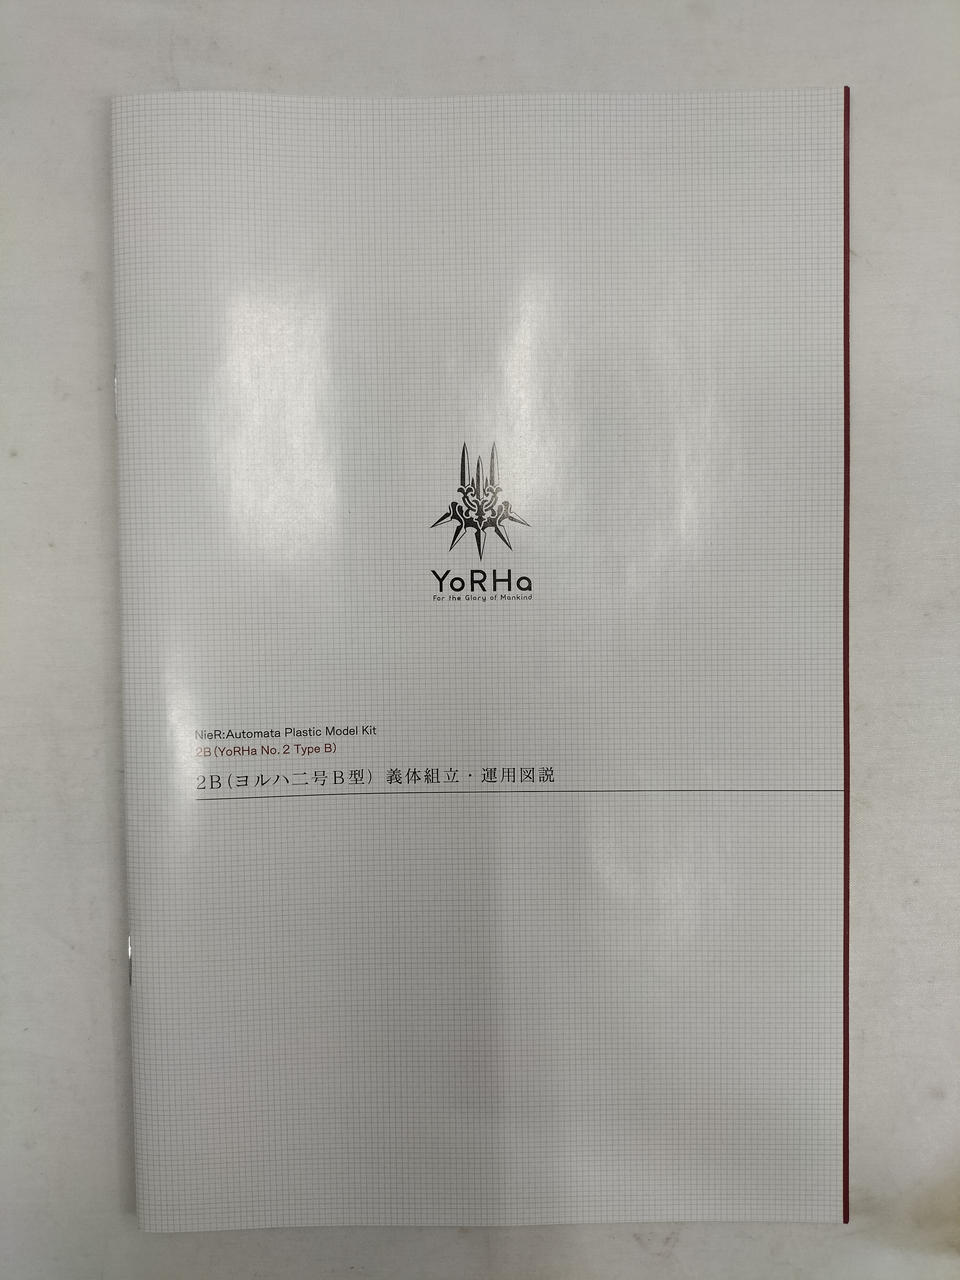 YoRHa
For the Glory of Mankind
NieR:Automata Plastic Model Kit
2B (YoRHa No. 2 Type B)
2B (ヨルハ二号B型) 義体組立・運用図説